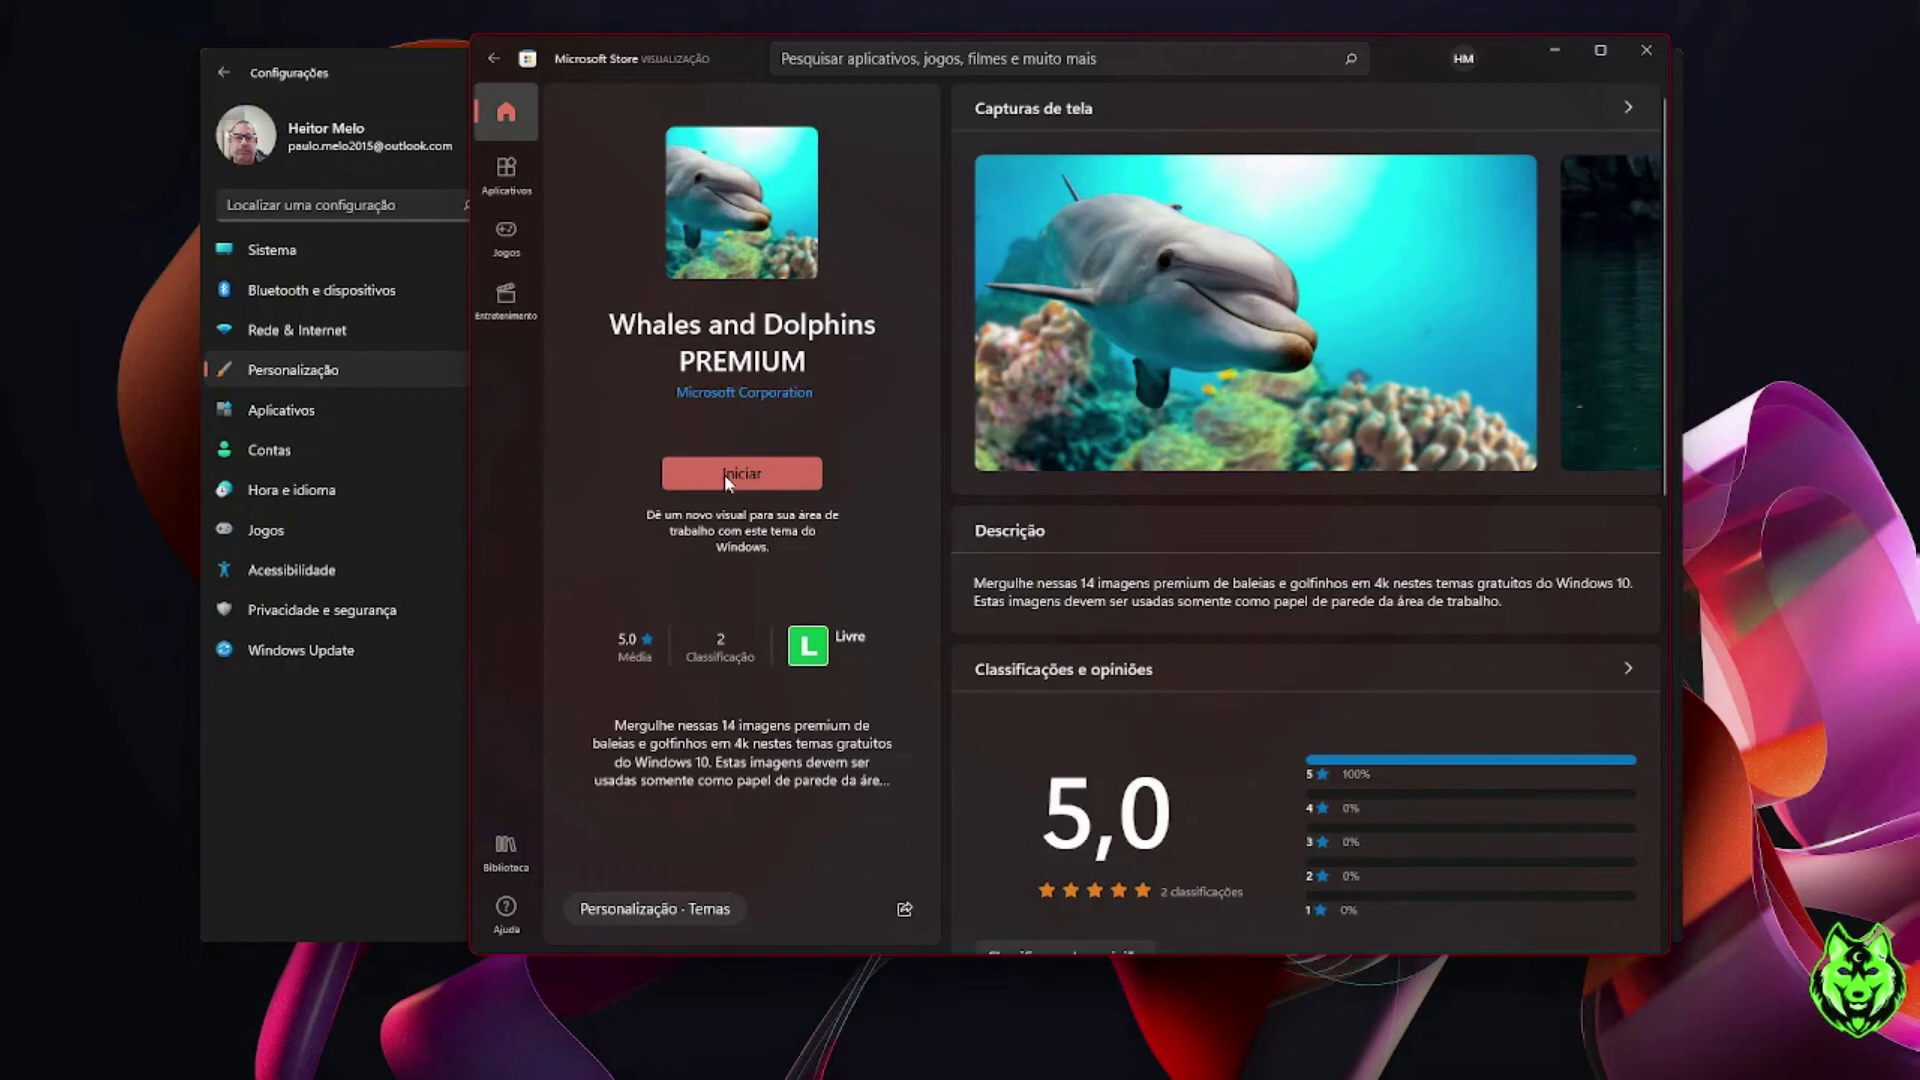 Configurações
Heitor Melo
paulo.melo2015@outlook.com
Localizar uma configuração
Sistema
Bluetooth e dispositivos
Rede & Internet
Personalização
Aplicativos
Contas
Hora e idioma
Jogos
Acessibilidade
Privacidade e segurança
Windows Update
Microsoft Store VISUALIZAÇÃO
Pesquisar aplicativos, jogos, filmes e muito mais
HM
Aplicativos
Jogos
Entretenimento
Biblioteca
Ajuda
Whales and Dolphins
PREMIUM
Microsoft Corporation
Iniciar
Dê um novo visual para sua área de
trabalho com este tema do
Windows.
5.0
Média
2
Classificação
L
Livre
Mergulhe nessas 14 imagens premium de
baleias e golfinhos em 4k nestes temas gratuitos
do Windows 10. Estas imagens devem ser
usadas somente como papel de parede da áre...
Personalização - Temas
Capturas de tela
Descrição
Mergulhe nessas 14 imagens premium de baleias e golfinhos em 4k nestes temas gratuitos do Windows 10.
Estas imagens devem ser usadas somente como papel de parede da área de trabalho.
Classificações e opiniões
5,0
2 classificações
5 100%
4 0%
3 0%
2 0%
1 0%